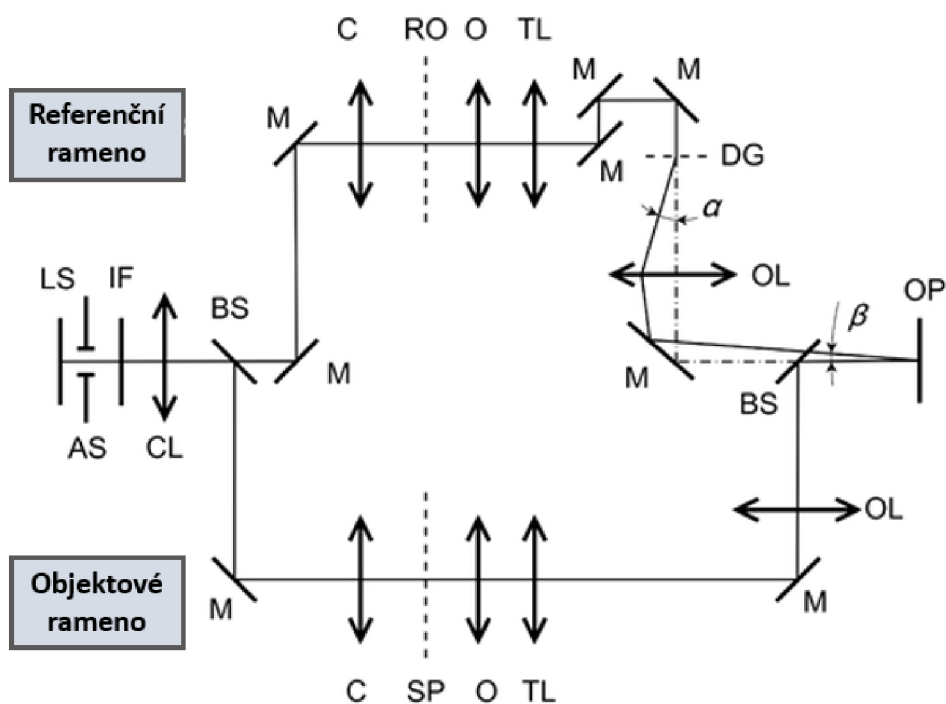 C RO O TL
M M
Referenční
rameno
M
M
DG
α
LS IF BS
OL
OP
β
M
M
BS
AS CL
OL
Objektové
rameno
M
M
C SP O TL